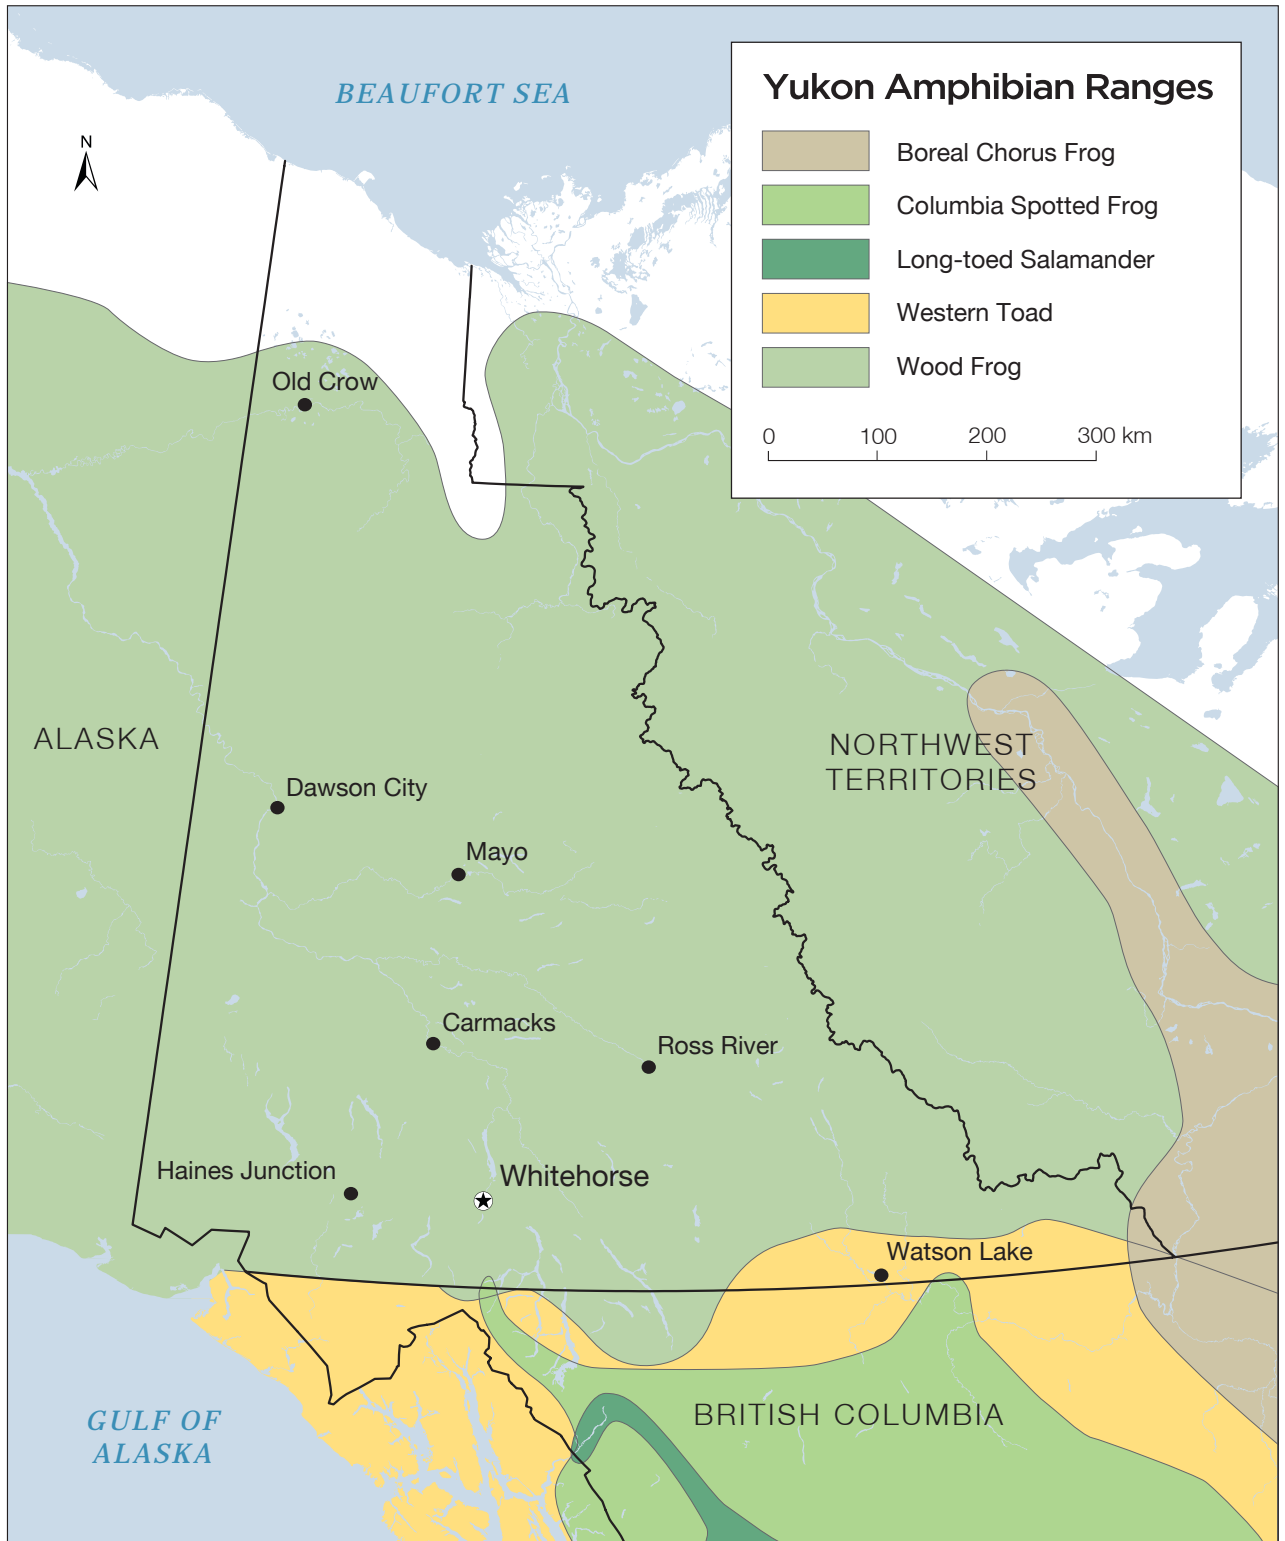 BEAUFORT SEA
Yukon Amphibian Ranges
N
Boreal Chorus Frog
Columbia Spotted Frog
Long-toed Salamander
Western Toad
Wood Frog
0 100 200 300 km
Old Crow
ALASKA
NORTHWEST
TERRITORIES
Dawson City
Mayo
Carmacks
Ross River
Haines Junction
Whitehorse
Watson Lake
BRITISH COLUMBIA
GULF OF
ALASKA